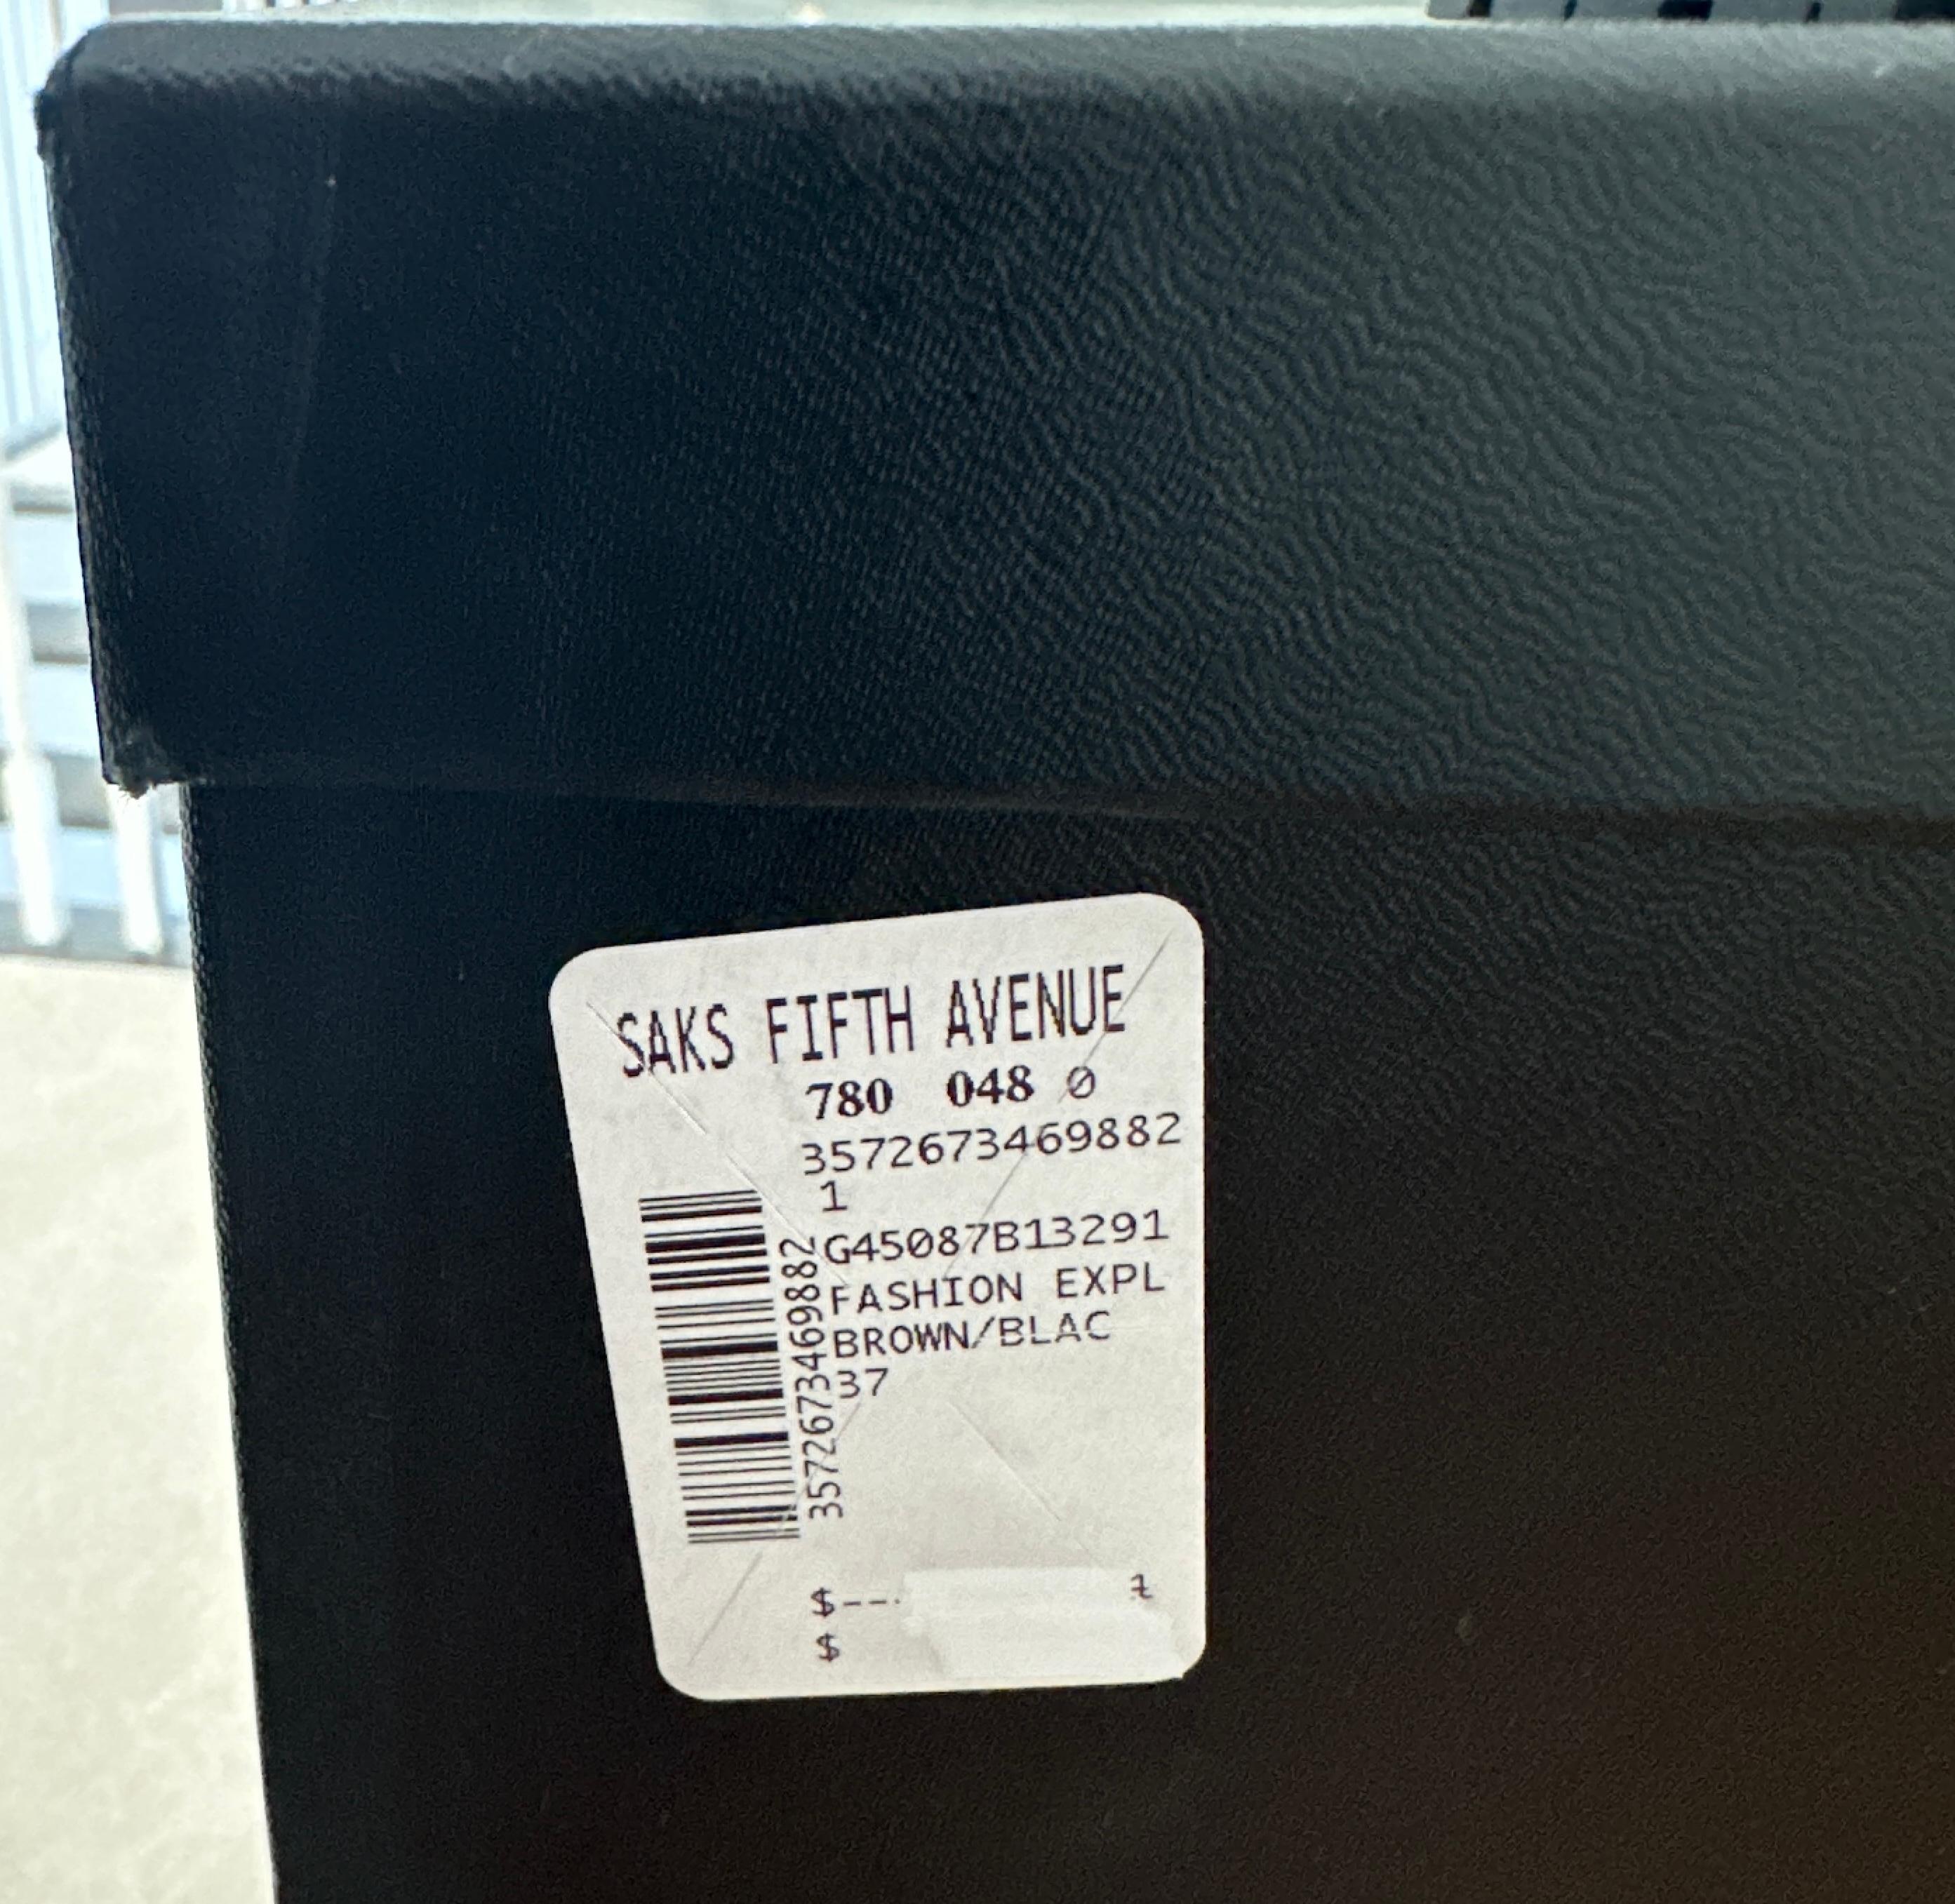 SAKS FIFTH AVENUE
780 048 0
3572673469882
1
G45087B13291
FASHION EXPL
BROWN/BLAC
37
3572673469882
$--.
$